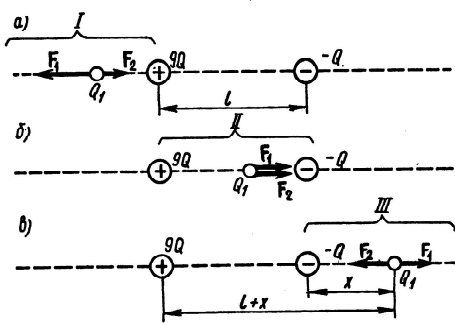 а) I
F₁ Q₁ F₂ 9Q -Q
l
б) II
9Q Q₁ F₁ F₂ -Q
в) III
9Q -Q F₂ F₁ Q₁
x
l+x